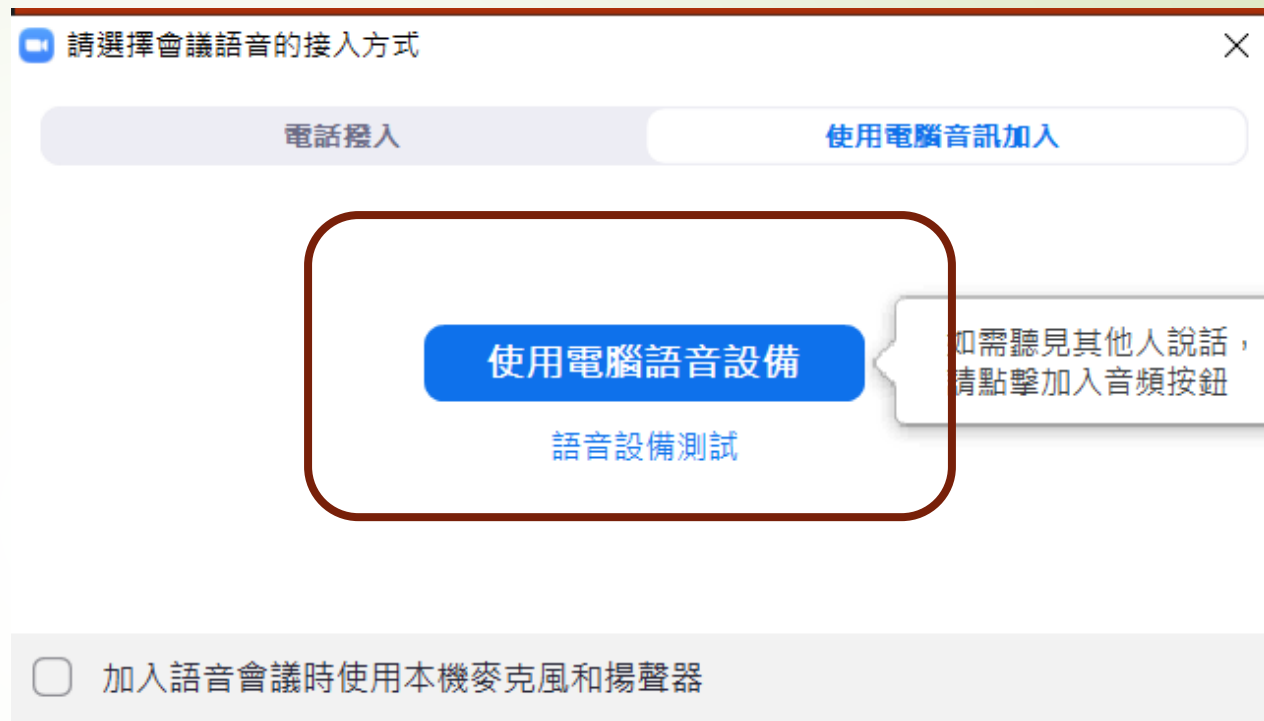 請選擇會議語音的接入方式
電話撥入
使用電腦音訊加入
使用電腦語音設備
如需聽見其他人說話，
請點擊加入音頻按鈕
語音設備測試
加入語音會議時使用本機麥克風和揚聲器